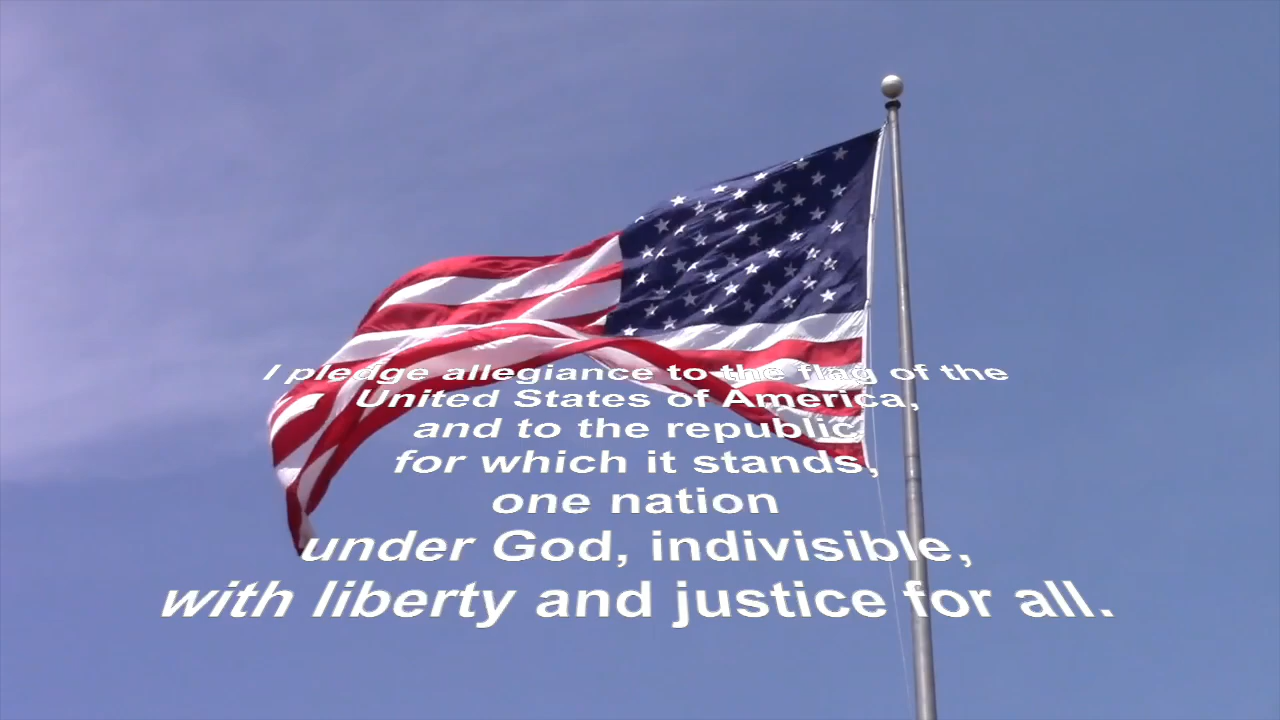 I pledge allegiance to the flag of the
United States of America,
and to the republic
for which it stands,
one nation
under God, indivisible,
with liberty and justice for all.